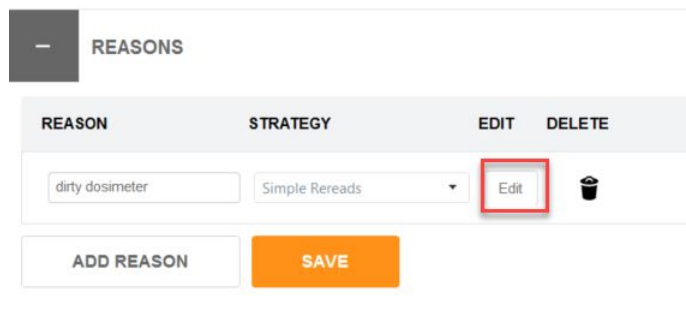 REASONS
REASON STRATEGY EDIT DELETE
dirty dosimeter Simple Rereads Edit
ADD REASON SAVE